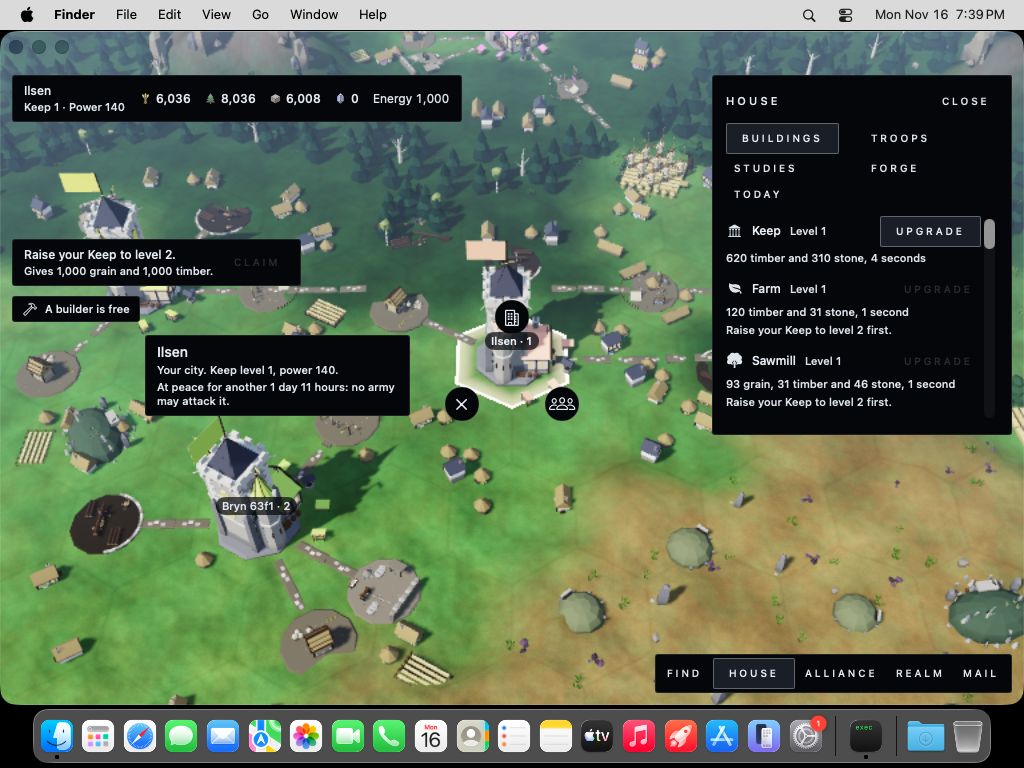 Finder File Edit View Go Window Help
Mon Nov 16 7:39 PM
Ilsen
Keep 1 · Power 140
6,036 8,036 6,008 0 Energy 1,000
Raise your Keep to level 2.
Gives 1,000 grain and 1,000 timber.
CLAIM
A builder is free
Ilsen
Your city. Keep level 1, power 140.
At peace for another 1 day 11 hours: no army
may attack it.
Ilsen · 1
Bryn 63f1 · 2
HOUSE CLOSE
BUILDINGS TROOPS
STUDIES FORGE
TODAY
Keep Level 1 UPGRADE
620 timber and 310 stone, 4 seconds
Farm Level 1 UPGRADE
120 timber and 31 stone, 1 second
Raise your Keep to level 2 first.
Sawmill Level 1 UPGRADE
93 grain, 31 timber and 46 stone, 1 second
Raise your Keep to level 2 first.
FIND HOUSE ALLIANCE REALM MAIL
Mon
16
tv
1
exec